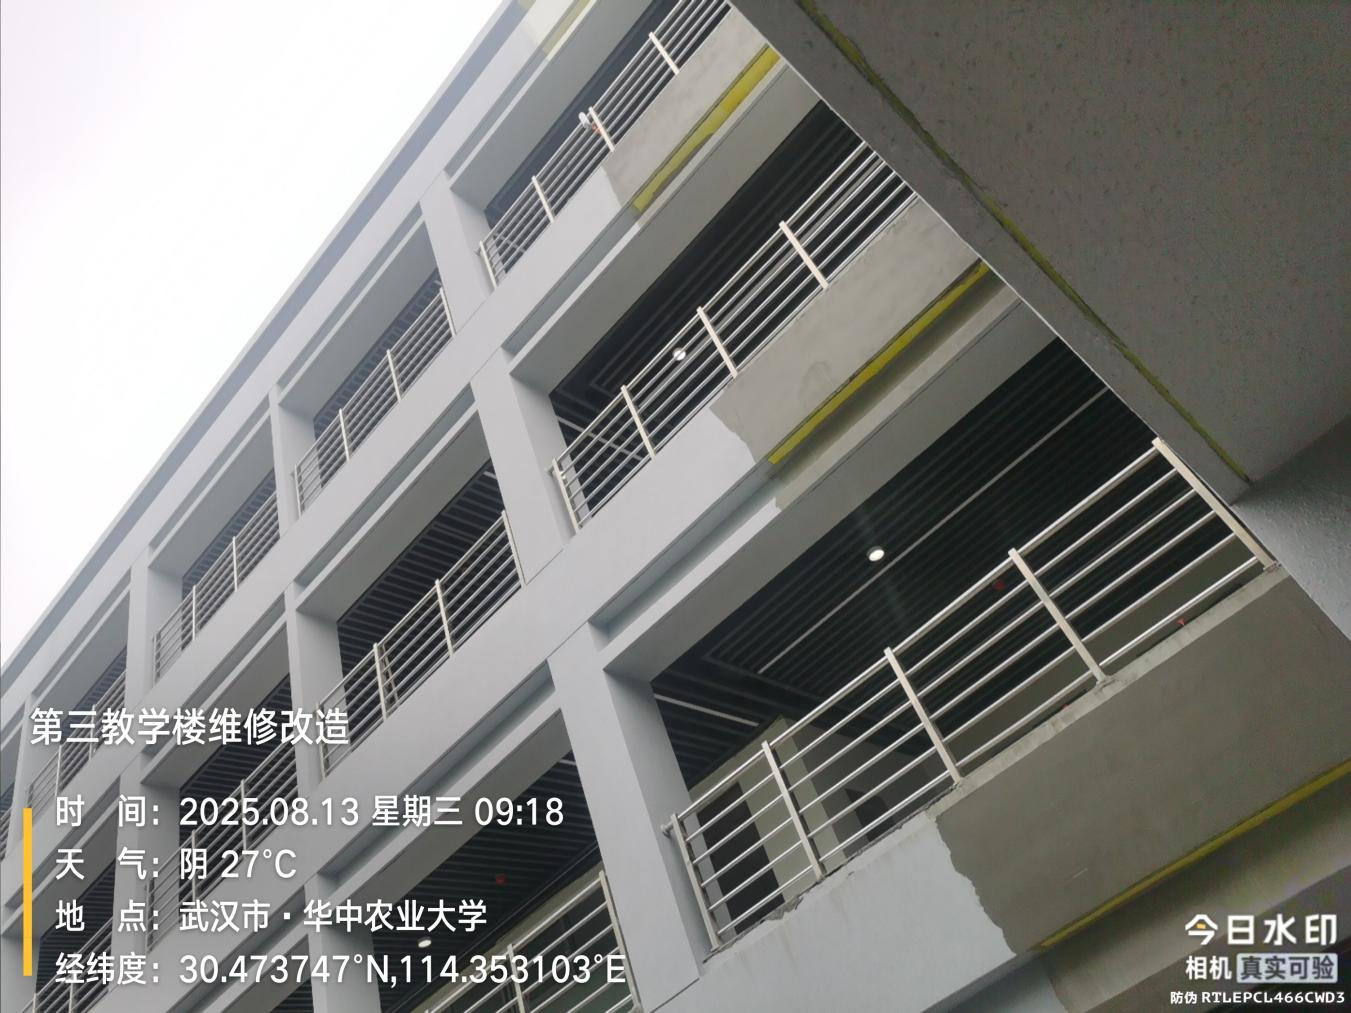 第三教学楼维修改造
时 间：2025.08.13 星期三 09:18
天 气：阴 27°C
地 点：武汉市·华中农业大学
经纬度：30.473747°N,114.353103°E
今日水印
相机 真实可验
防伪 RTLEPCL466CWD3